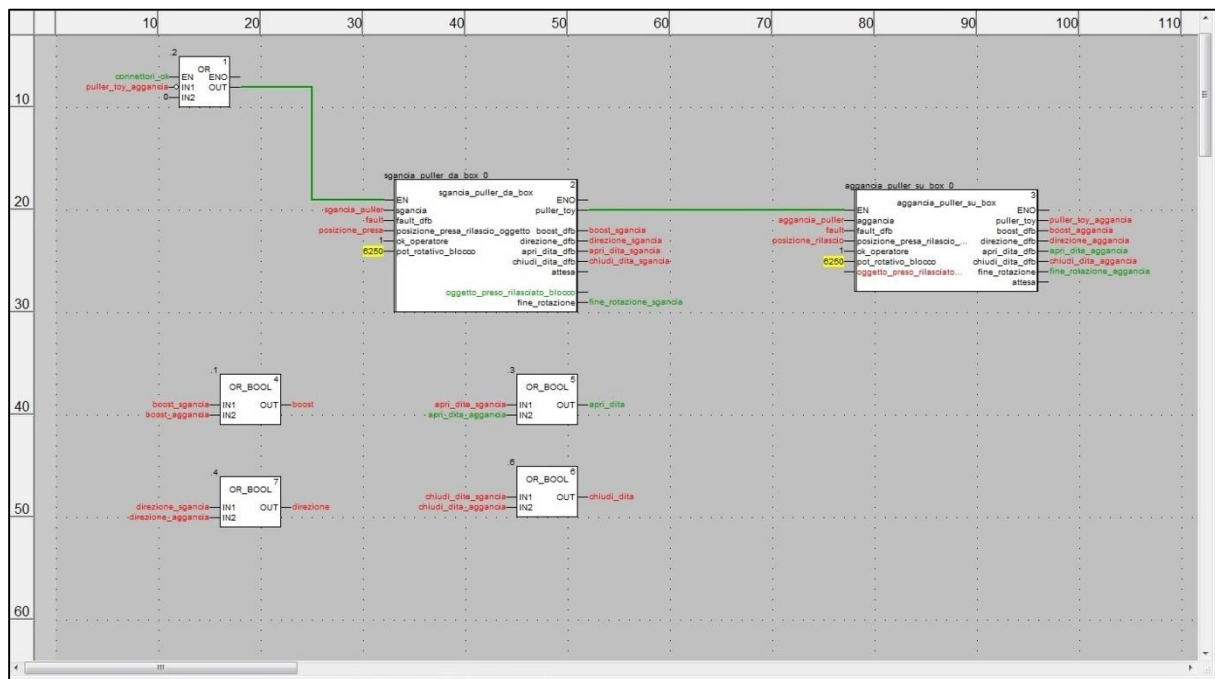 10 20 30 40 50 60 70 80 90 100 110
10
20
30
40
50
60
.2
1
OR
connettori_ok EN ENO
puller_toy_aggancia IN1 OUT
0 IN2
sgancia_puller_da_box_0
2
sgancia_puller_da_box
EN ENO
sgancia_puller sgancia puller_toy
fault fault_dfb
posizione_presa posizione_presa_rilascio_oggetto boost_dfb boost_sgancia
1 ok_operatore direzione_dfb direzione_sgancia
6250 pot_rotativo_blocco apri_dita_dfb apri_dita_sgancia
chiudi_dita_dfb chiudi_dita_sgancia
attesa
oggetto_preso_rilasciato_blocco
fine_rotazione fine_rotazione_sgancia
aggancia_puller_su_box_0
3
aggancia_puller_su_box
EN ENO
aggancia_puller aggancia puller_toy puller_toy_aggancia
fault fault_dfb boost_dfb boost_aggancia
posizione_rilascio posizione_presa_rilascio_... direzione_dfb direzione_aggancia
1 ok_operatore apri_dita_dfb apri_dita_aggancia
6250 pot_rotativo_blocco chiudi_dita_dfb chiudi_dita_aggancia
oggetto_preso_rilasciato... fine_rotazione fine_rotazione_aggancia
attesa
.1
4
OR_BOOL
boost_sgancia IN1 OUT boost
boost_aggancia IN2
.3
5
OR_BOOL
apri_dita_sgancia IN1 OUT apri_dita
apri_dita_aggancia IN2
.4
7
OR_BOOL
direzione_sgancia IN1 OUT direzione
direzione_aggancia IN2
.6
6
OR_BOOL
chiudi_dita_sgancia IN1 OUT chiudi_dita
chiudi_dita_aggancia IN2